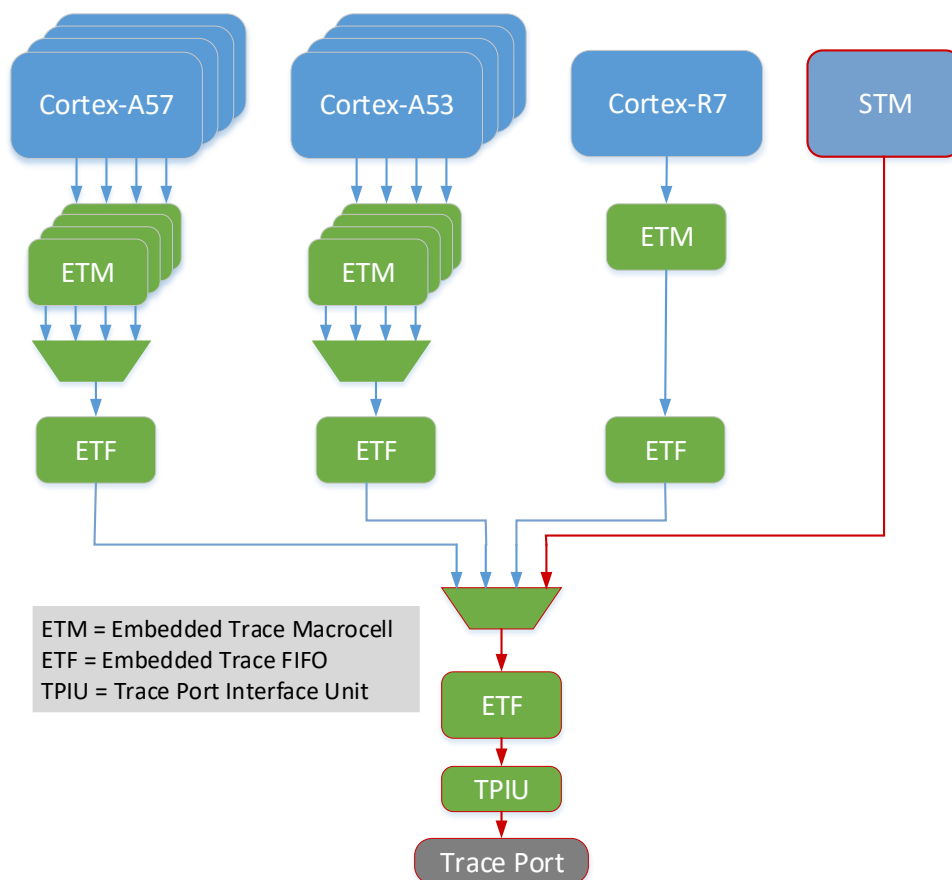 Cortex-A57
Cortex-A53
Cortex-R7
STM
ETM
ETM
ETM
ETF
ETF
ETF
ETM = Embedded Trace Macrocell
ETF = Embedded Trace FIFO
TPIU = Trace Port Interface Unit
ETF
TPIU
Trace Port